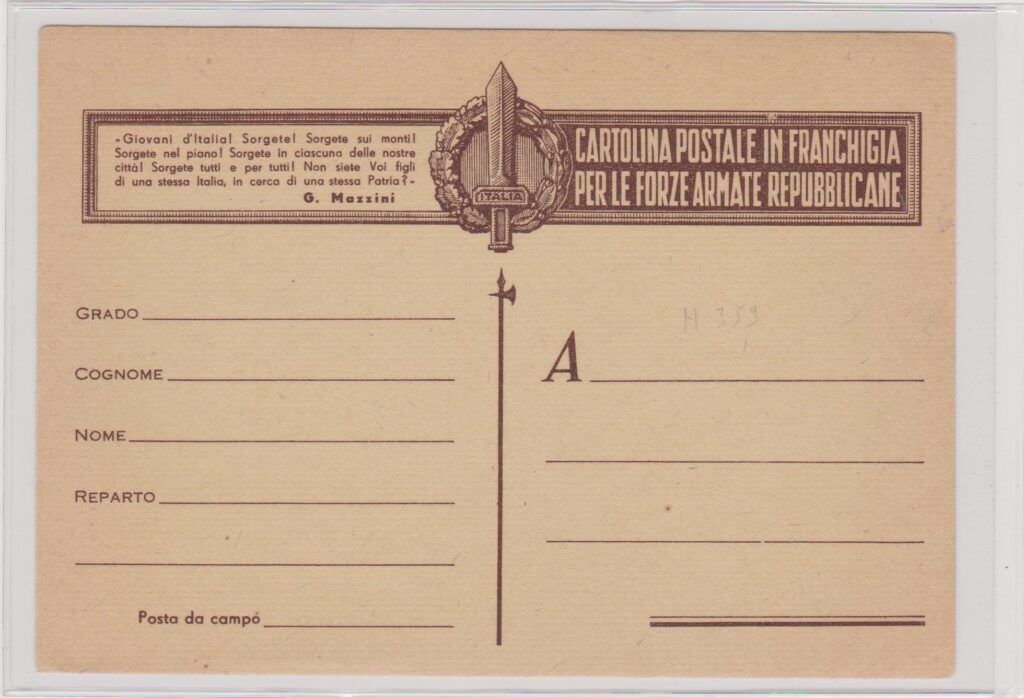 «Giovani d'Italia! Sorgete! Sorgete sui monti!
Sorgete nel piano! Sorgete in ciascuna delle nostre
città! Sorgete tutti e per tutti! Non siete Voi figli
di una stessa Italia, in cerca di una stessa Patria?»
G. Mazzini
ITALIA
CARTOLINA POSTALE IN FRANCHIGIA
PER LE FORZE ARMATE REPUBBLICANE
GRADO
COGNOME
NOME
REPARTO
Posta da campo
M 359
A